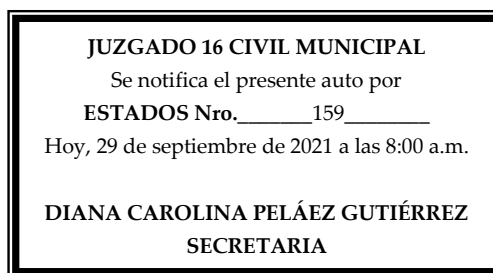 JUZGADO 16 CIVIL MUNICIPAL
Se notifica el presente auto por
ESTADOS Nro._______159________
Hoy, 29 de septiembre de 2021 a las 8:00 a.m.
DIANA CAROLINA PELÁEZ GUTIÉRREZ
SECRETARIA